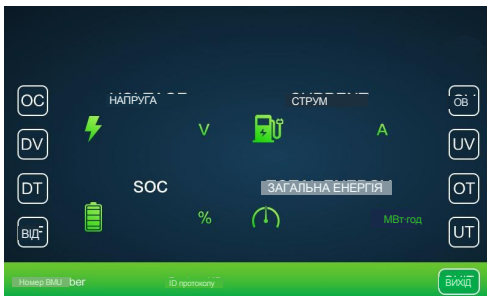 OC
НАПРУГА
СТРУМ
ОВ
V
A
DV
UV
DT
SOC
ЗАГАЛЬНА ЕНЕРГІЯ
OT
ВІД
%
МВт·год
UT
Номер BMU ber
ID протоколу
ВИХІД